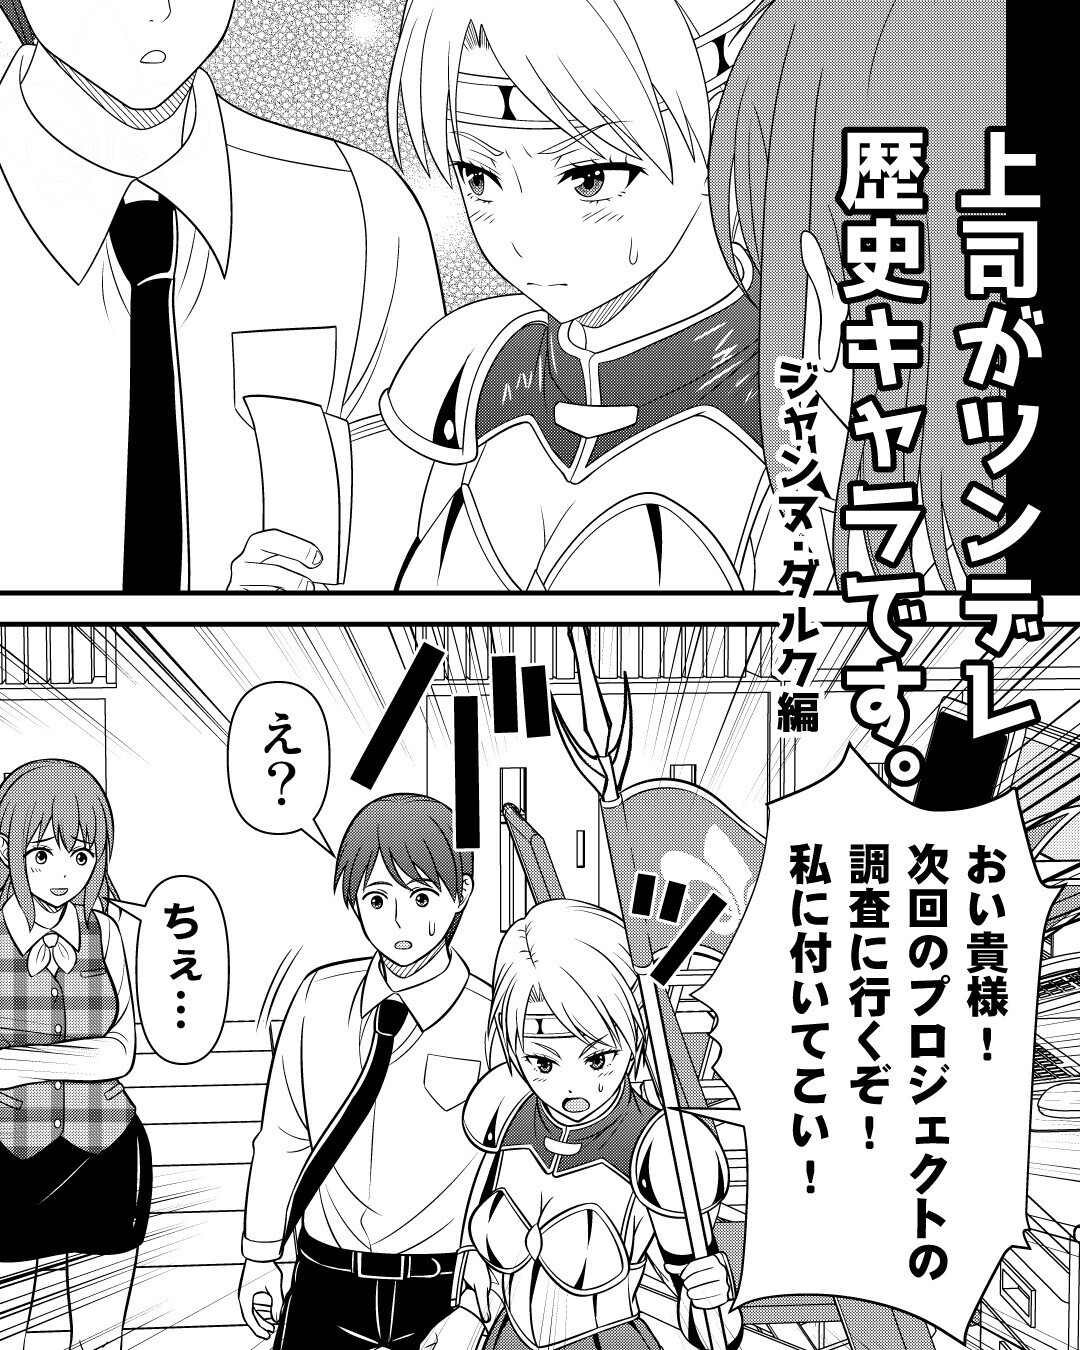 上司がツンデレ
歴史キャラです。
ジャンヌ・ダルク編
おい貴様！
次回のプロジェクトの
調査に行くぞ！
私に付いてこい！
え？
ちぇ…